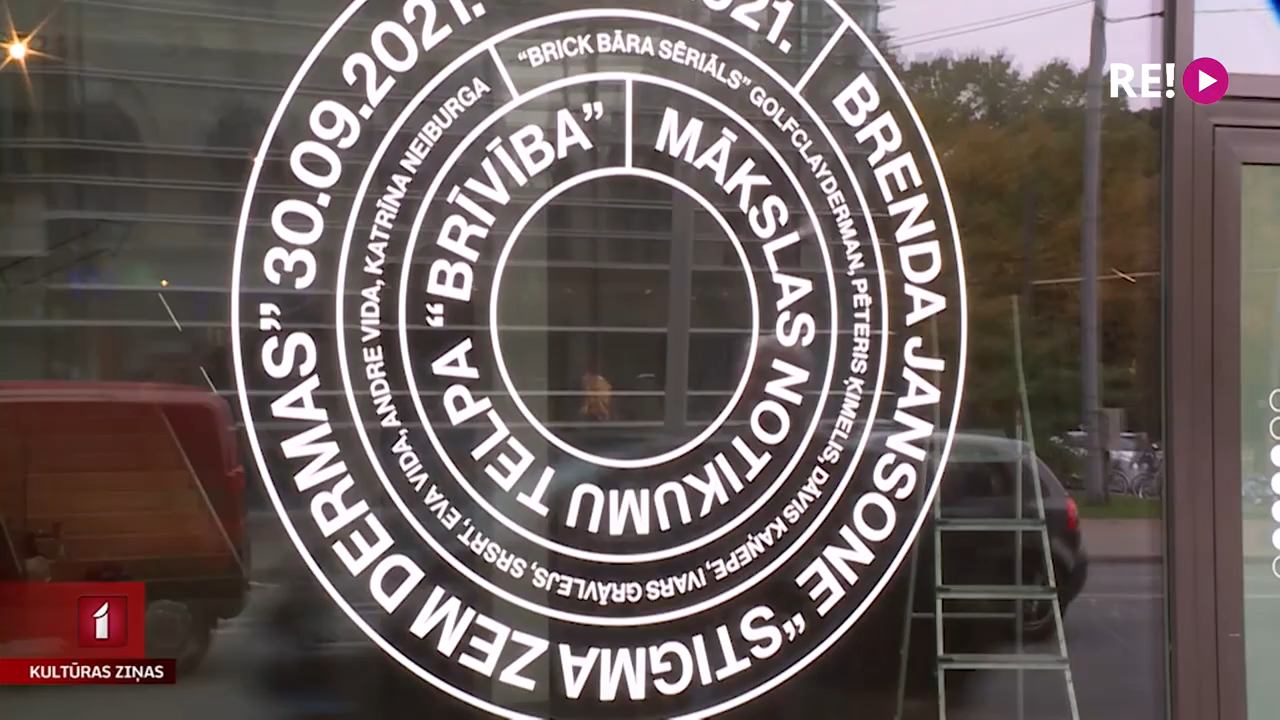 BRENDA JANSONE “STIGMA ZEM DERMAS” 30.09.2021.
“BRICK BĀRA SĒRIĀLS” GOLFCLAYDERMAN, PĒTERIS ĶIMELIS, DĀVIS KAŅEPE, IVARS GRĀVLEJS, SRSRT, EVA VIDA, ANDRE VIDA, KATRĪNA NEIBURGA
MĀKSLAS NOTIKUMU TELPA “BRĪVĪBA”
RE!
1
KULTŪRAS ZIŅAS